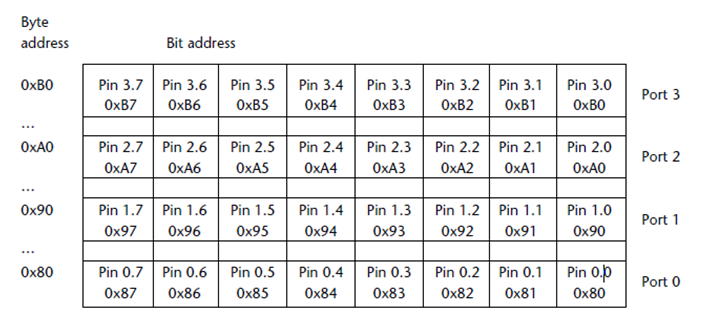 Byte
address Bit address
0xB0 Pin 3.7 Pin 3.6 Pin 3.5 Pin 3.4 Pin 3.3 Pin 3.2 Pin 3.1 Pin 3.0
0xB7 0xB6 0xB5 0xB4 0xB3 0xB2 0xB1 0xB0 Port 3
...
0xA0 Pin 2.7 Pin 2.6 Pin 2.5 Pin 2.4 Pin 2.3 Pin 2.2 Pin 2.1 Pin 2.0
0xA7 0xA6 0xA5 0xA4 0xA3 0xA2 0xA1 0xA0 Port 2
...
0x90 Pin 1.7 Pin 1.6 Pin 1.5 Pin 1.4 Pin 1.3 Pin 1.2 Pin 1.1 Pin 1.0
0x97 0x96 0x95 0x94 0x93 0x92 0x91 0x90 Port 1
...
0x80 Pin 0.7 Pin 0.6 Pin 0.5 Pin 0.4 Pin 0.3 Pin 0.2 Pin 0.1 Pin 0.0
0x87 0x86 0x85 0x84 0x83 0x82 0x81 0x80 Port 0